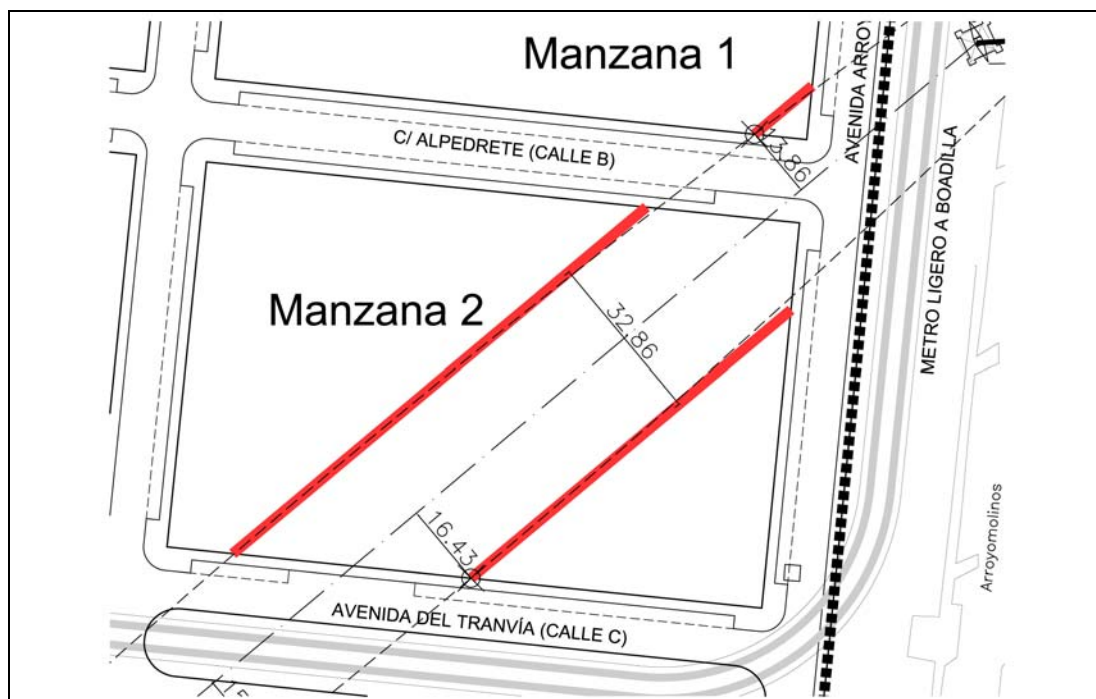 Manzana 1
AVENIDA ARROY
C/ ALPEDRETE (CALLE B)
METRO LIGERO A BOADILLA
Manzana 2
32,86
16,43
Arroyomolinos
AVENIDA DEL TRANVÍA (CALLE C)